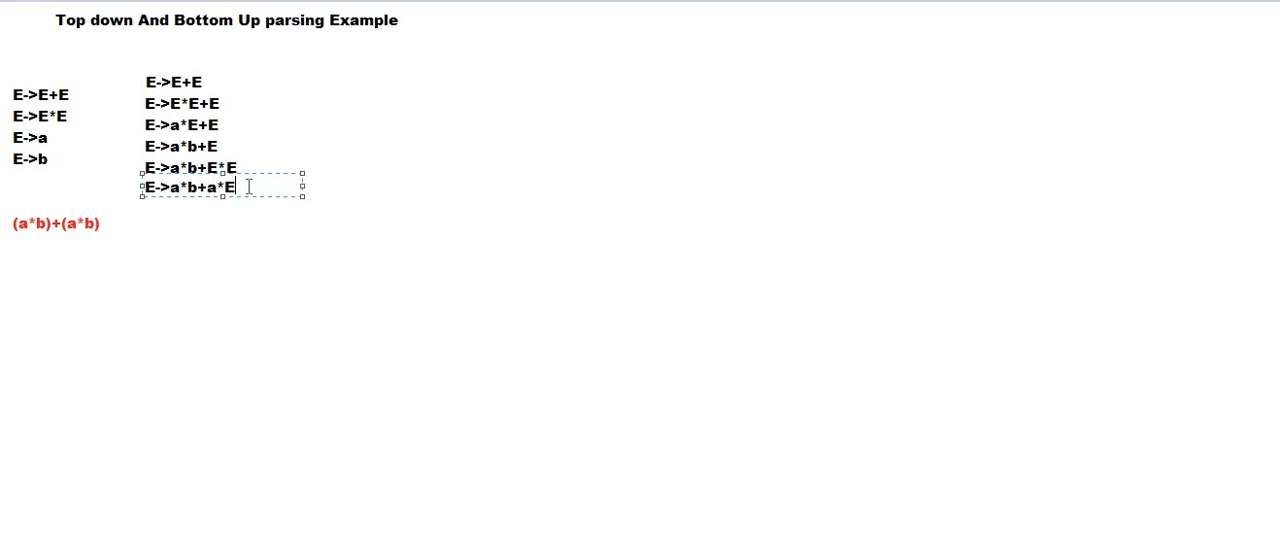 Top down And Bottom Up parsing Example
E->E+E
E->E*E
E->a
E->b
(a*b)+(a*b)
E->E+E
E->E*E+E
E->a*E+E
E->a*b+E
E->a*b+E*E
E->a*b+a*E